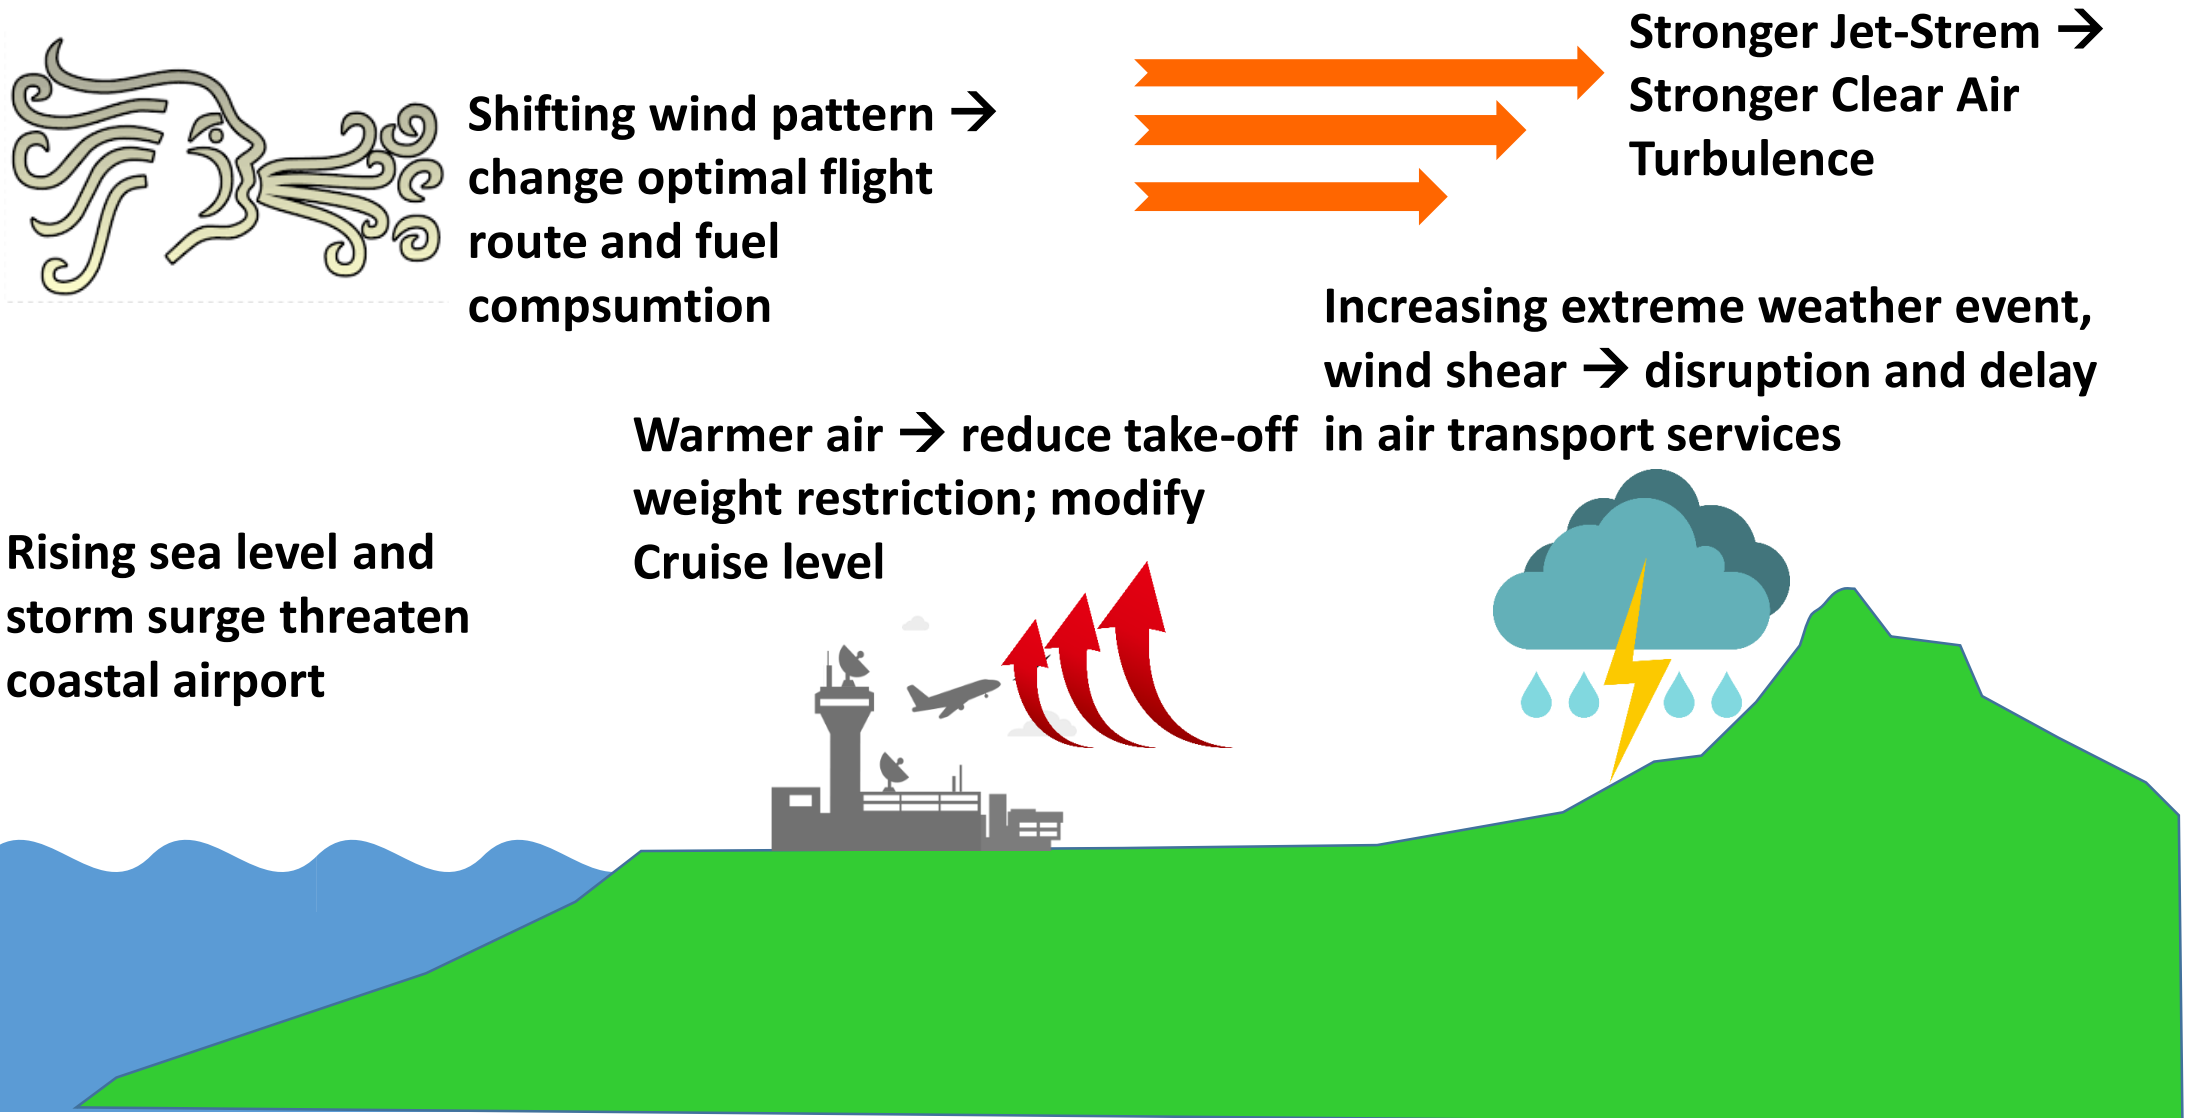 Shifting wind pattern →
change optimal flight
route and fuel
compsumtion
Stronger Jet-Strem →
Stronger Clear Air
Turbulence
Increasing extreme weather event,
wind shear → disruption and delay
in air transport services
Warmer air → reduce take-off
weight restriction; modify
Cruise level
Rising sea level and
storm surge threaten
coastal airport